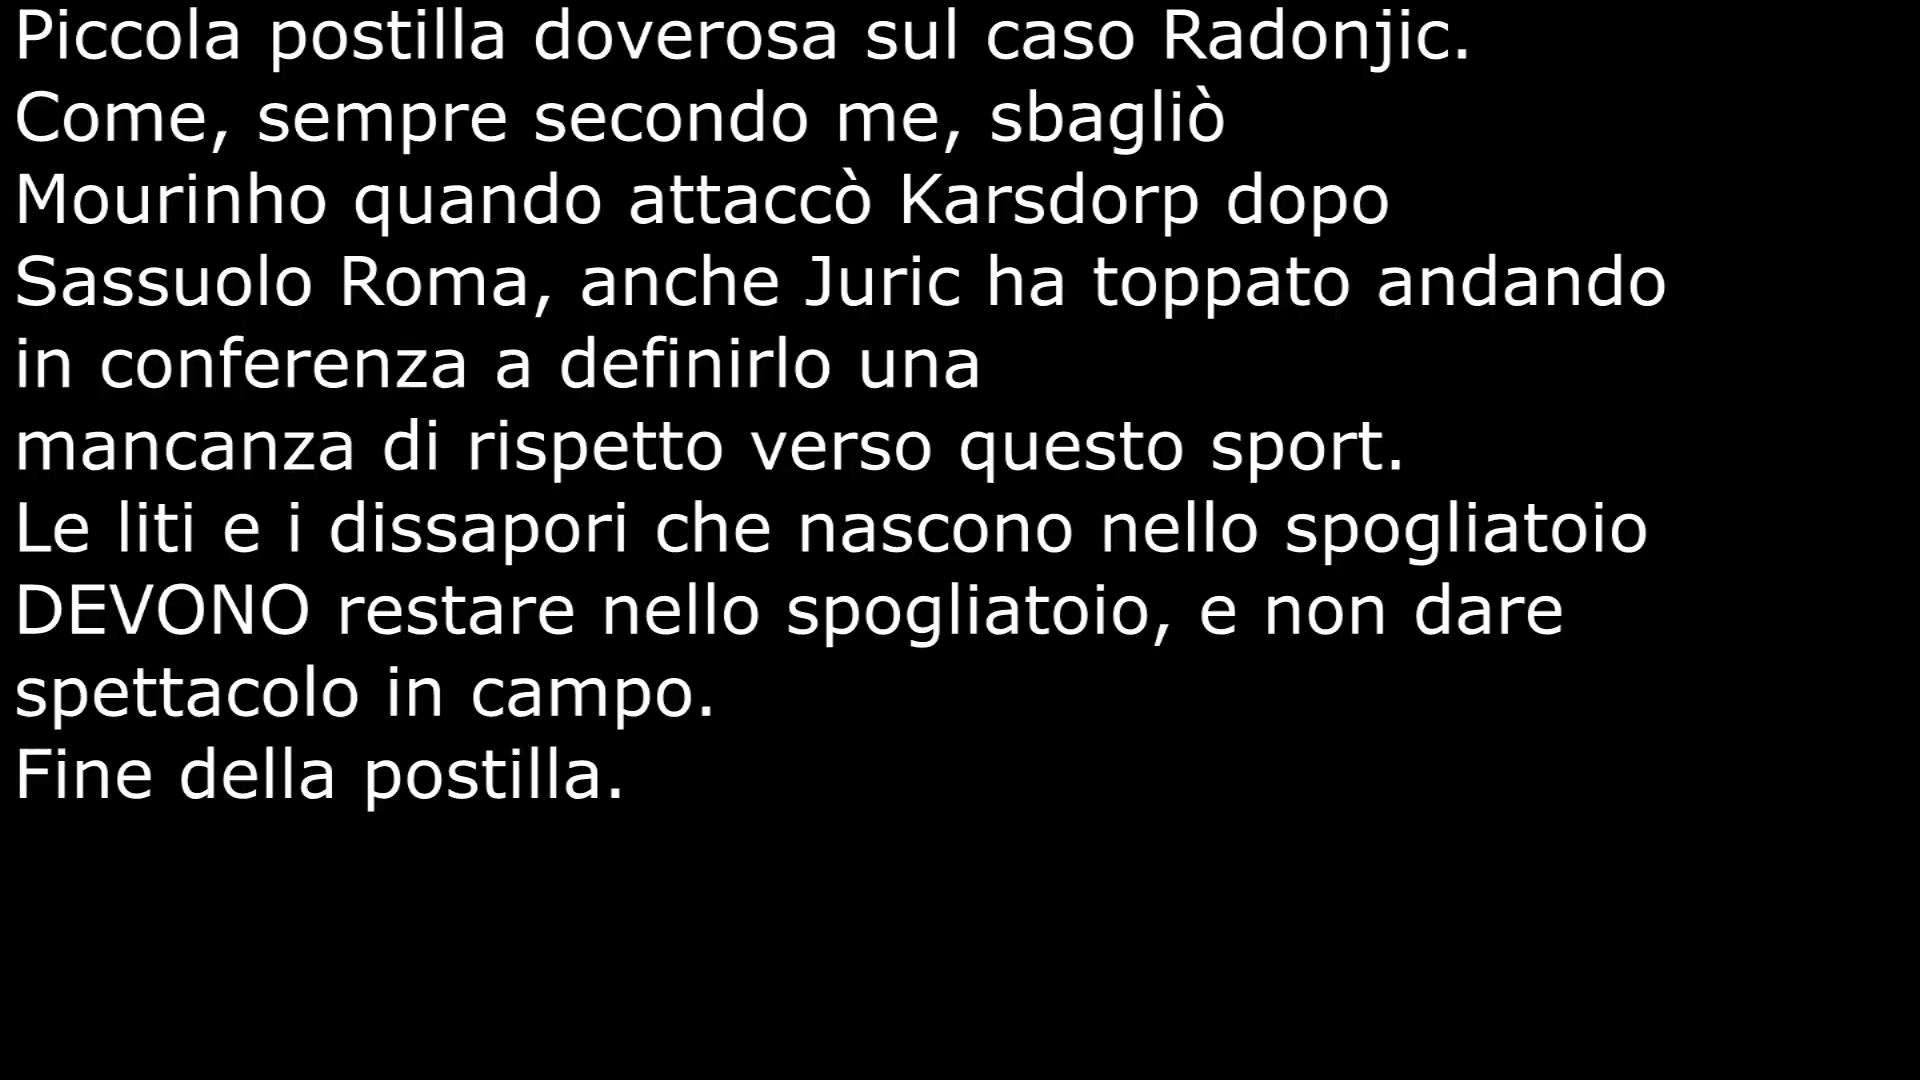 Piccola postilla doverosa sul caso Radonjic.
Come, sempre secondo me, sbagliò
Mourinho quando attaccò Karsdorp dopo
Sassuolo Roma, anche Juric ha toppato andando
in conferenza a definirlo una
mancanza di rispetto verso questo sport.
Le liti e i dissapori che nascono nello spogliatoio
DEVONO restare nello spogliatoio, e non dare
spettacolo in campo.
Fine della postilla.